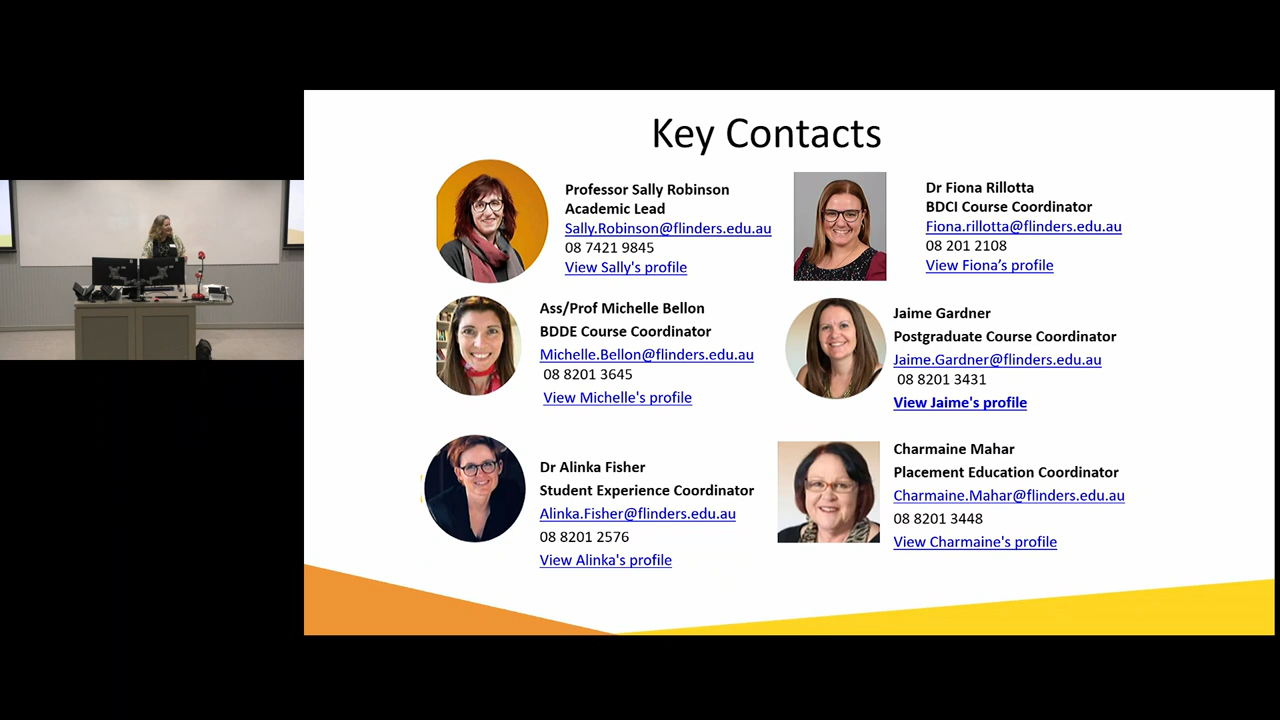 Key Contacts
Professor Sally Robinson
Academic Lead
Sally.Robinson@flinders.edu.au
08 7421 9845
View Sally's profile
Dr Fiona Rillotta
BDCI Course Coordinator
Fiona.rillotta@flinders.edu.au
08 201 2108
View Fiona’s profile
Ass/Prof Michelle Bellon
BDDE Course Coordinator
Michelle.Bellon@flinders.edu.au
08 8201 3645
View Michelle's profile
Jaime Gardner
Postgraduate Course Coordinator
Jaime.Gardner@flinders.edu.au
08 8201 3431
View Jaime's profile
Dr Alinka Fisher
Student Experience Coordinator
Alinka.Fisher@flinders.edu.au
08 8201 2576
View Alinka's profile
Charmaine Mahar
Placement Education Coordinator
Charmaine.Mahar@flinders.edu.au
08 8201 3448
View Charmaine's profile